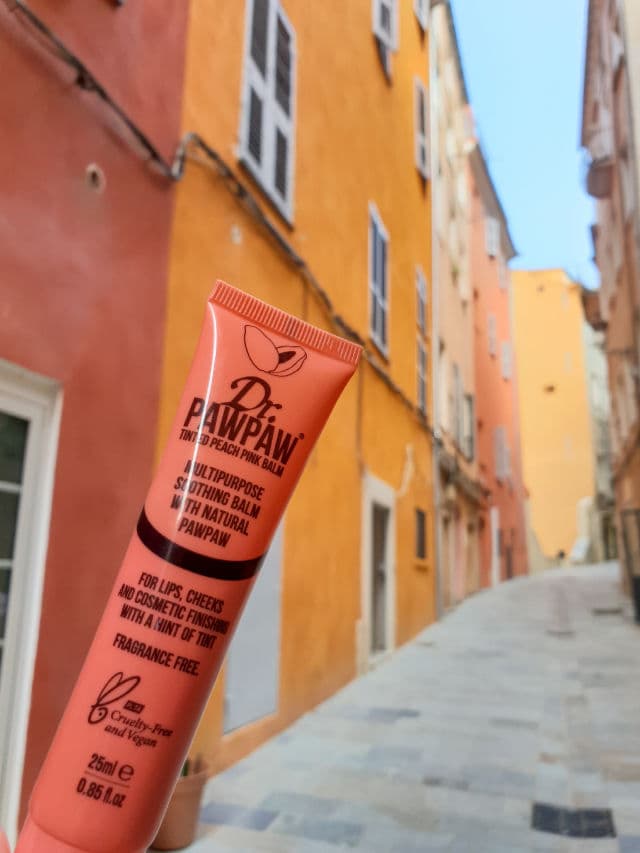 Dr.
PAWPAW®
TINTED PEACH PINK BALM
MULTIPURPOSE
SOOTHING BALM
WITH NATURAL
PAWPAW
FOR LIPS, CHEEKS
AND COSMETIC FINISHING
WITH A HINT OF TINT
FRAGRANCE FREE.
PETA
Cruelty-Free
and Vegan
25ml ℮
0.85 fl.oz